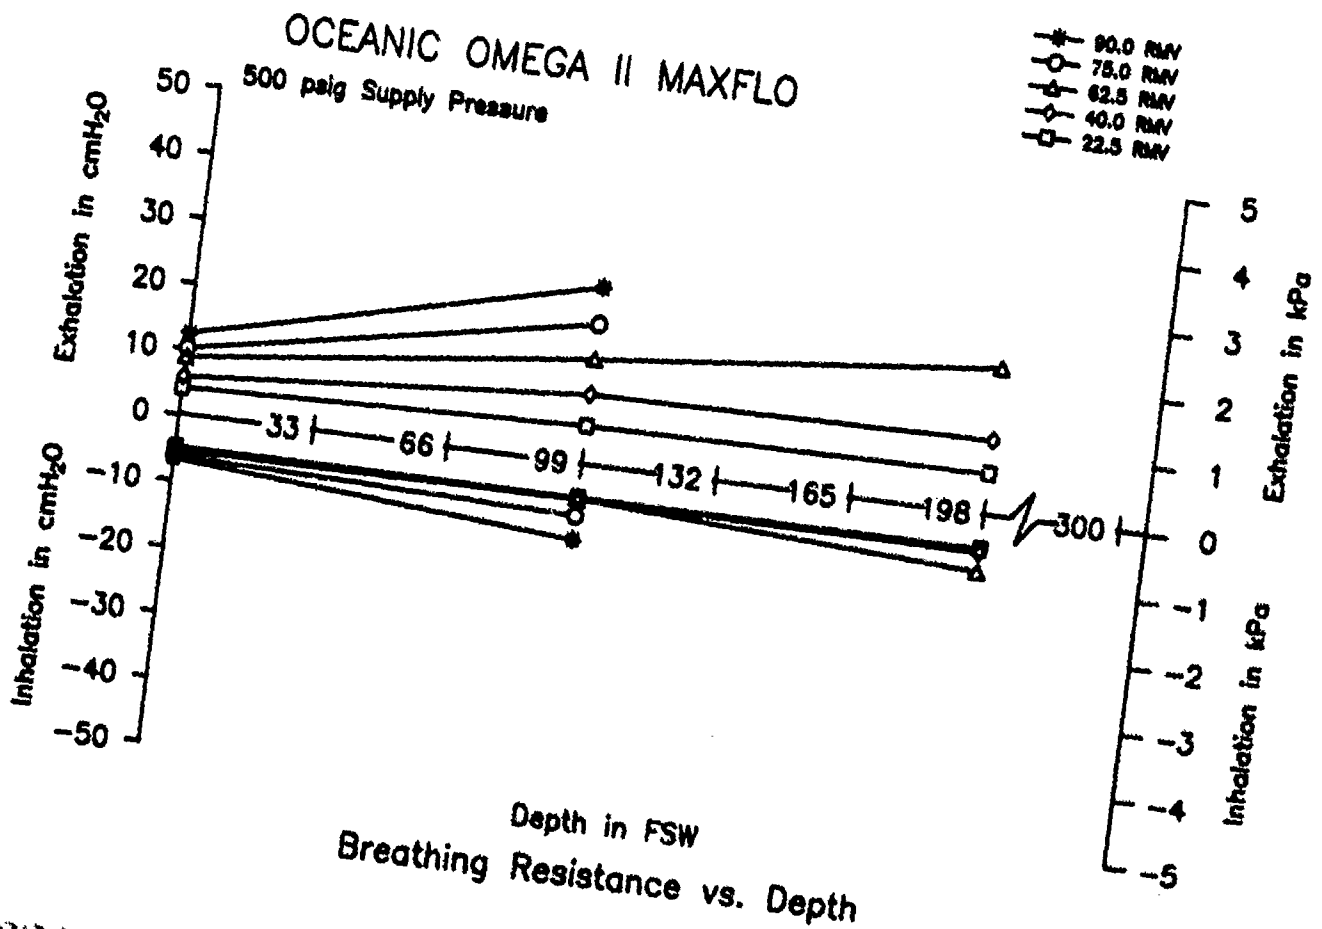 OCEANIC OMEGA II MAXFLO
500 psig Supply Pressure
90.0 RMV
75.0 RMV
62.5 RMV
40.0 RMV
22.5 RMV
Exhalation in cmH2O
Inhalation in cmH2O
50
40
30
20
10
0
-10
-20
-30
-40
-50
33
66
99
132
165
198
300
5
4
3
2
1
0
-1
-2
-3
-4
-5
Exhalation in kPa
Inhalation in kPa
Depth in FSW
Breathing Resistance vs. Depth